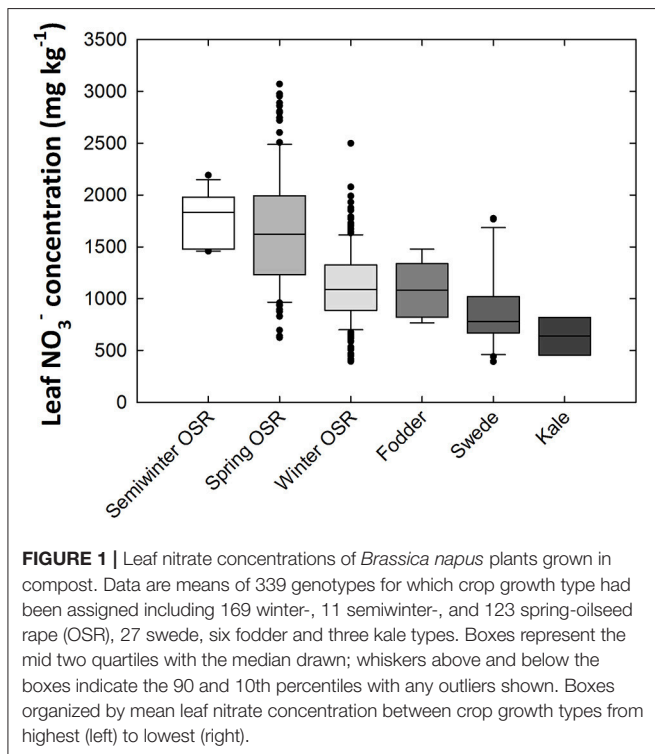 Leaf NO₃⁻ concentration (mg kg⁻¹)
3500
3000
2500
2000
1500
1000
500
0
Semiwinter OSR
Spring OSR
Winter OSR
Fodder
Swede
Kale
FIGURE 1 | Leaf nitrate concentrations of Brassica napus plants grown in
compost. Data are means of 339 genotypes for which crop growth type had
been assigned including 169 winter-, 11 semiwinter-, and 123 spring-oilseed
rape (OSR), 27 swede, six fodder and three kale types. Boxes represent the
mid two quartiles with the median drawn; whiskers above and below the
boxes indicate the 90 and 10th percentiles with any outliers shown. Boxes
organized by mean leaf nitrate concentration between crop growth types from
highest (left) to lowest (right).